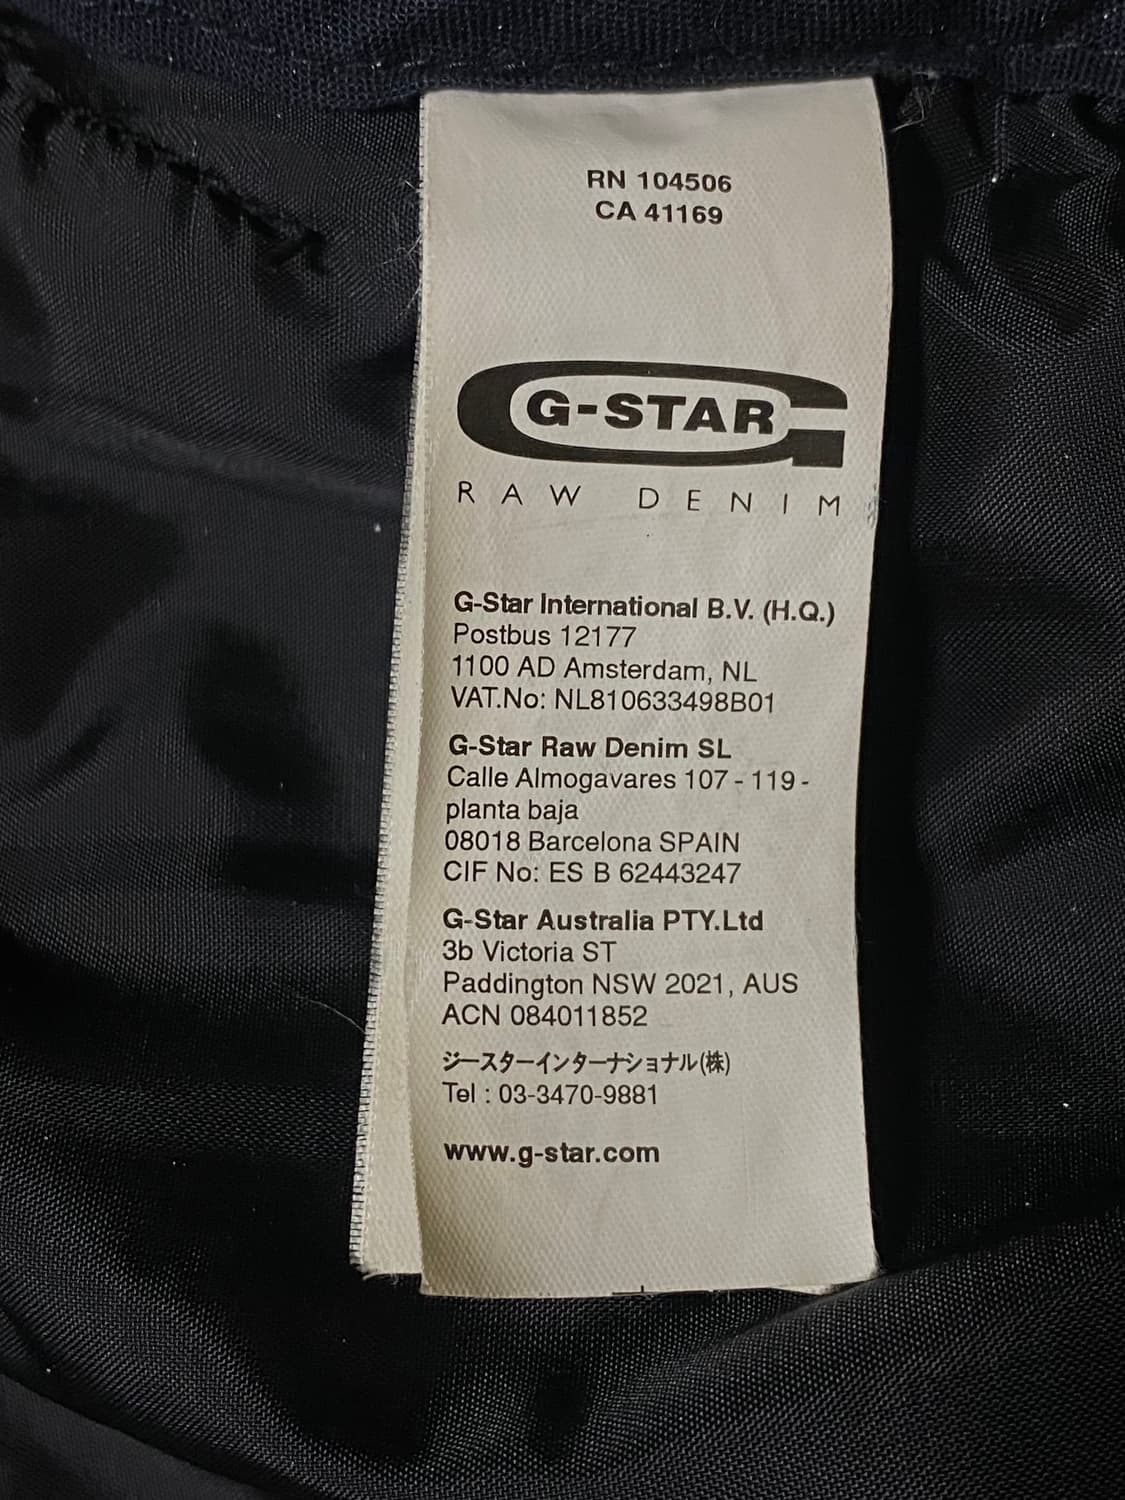 RN 104506
CA 41169
G-STAR
RAW DENIM
G-Star International B.V. (H.Q.)
Postbus 12177
1100 AD Amsterdam, NL
VAT.No: NL810633498B01
G-Star Raw Denim SL
Calle Almogavares 107 - 119 -
planta baja
08018 Barcelona SPAIN
CIF No: ES B 62443247
G-Star Australia PTY.Ltd
3b Victoria ST
Paddington NSW 2021, AUS
ACN 084011852
ジースターインターナショナル(株)
Tel : 03-3470-9881
www.g-star.com